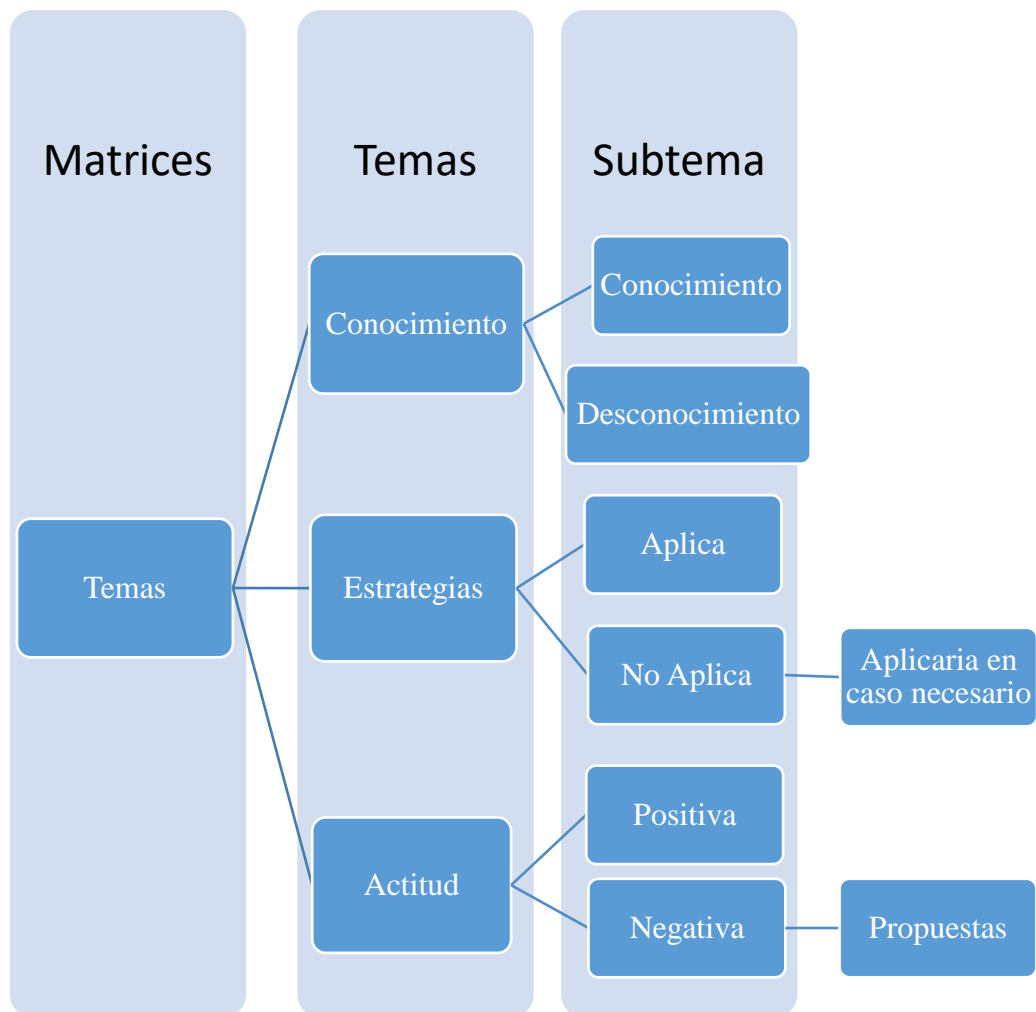 Matrices
Temas
Subtema
Conocimiento
Conocimiento
Desconocimiento
Temas
Estrategias
Aplica
No Aplica
Aplicaria en
caso necesario
Actitud
Positiva
Negativa
Propuestas